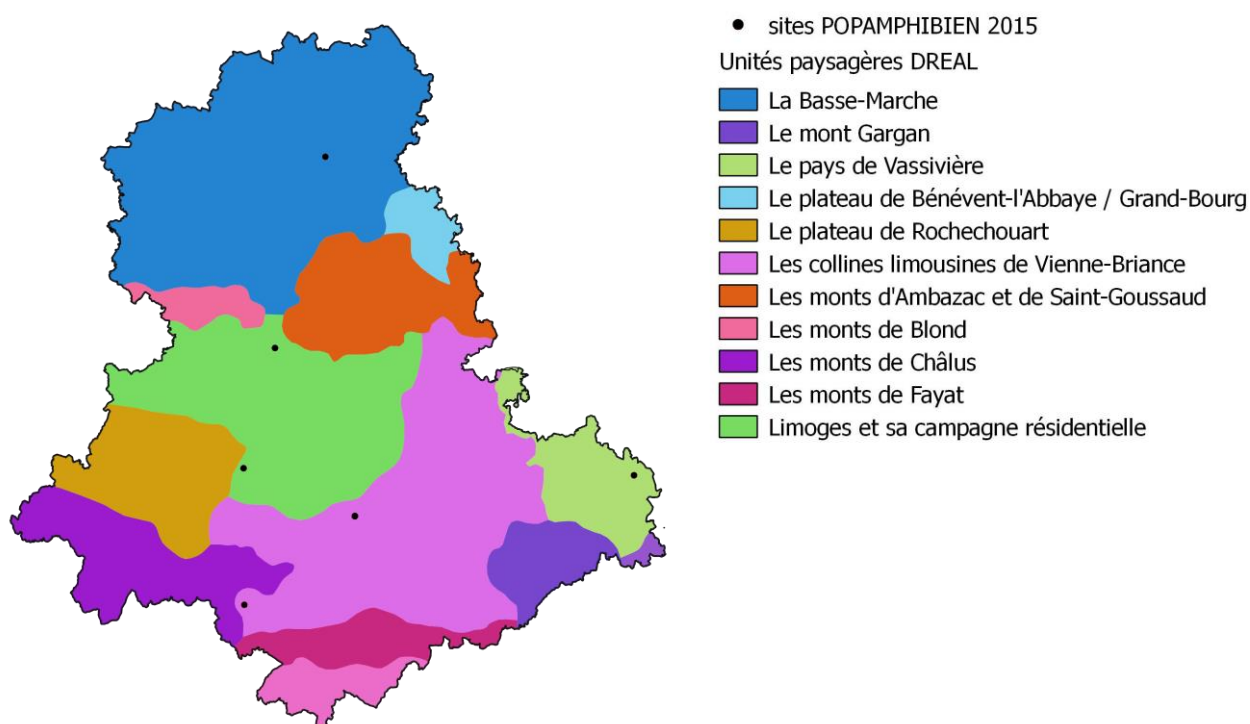 sites POPAMPHIBIEN 2015
Unités paysagères DREAL
La Basse-Marche
Le mont Gargan
Le pays de Vassivière
Le plateau de Bénévent-l'Abbaye / Grand-Bourg
Le plateau de Rochechouart
Les collines limousines de Vienne-Briance
Les monts d'Ambazac et de Saint-Goussaud
Les monts de Blond
Les monts de Châlus
Les monts de Fayat
Limoges et sa campagne résidentielle